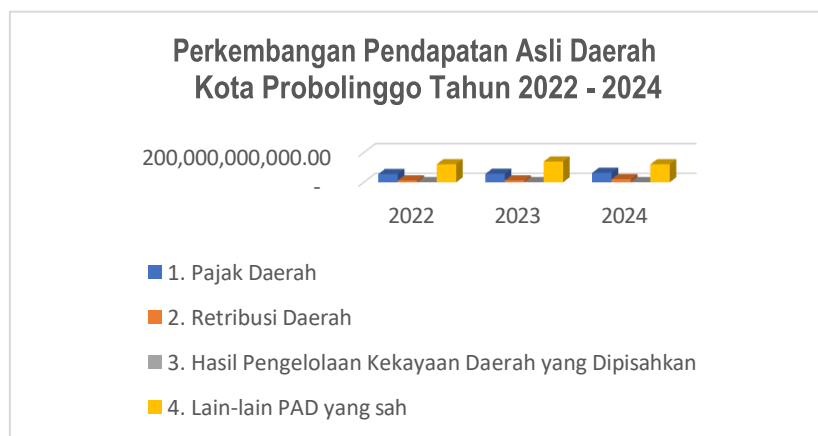 Perkembangan Pendapatan Asli Daerah
Kota Probolinggo Tahun 2022 - 2024
200,000,000,000.00
-
2022 2023 2024
1. Pajak Daerah
2. Retribusi Daerah
3. Hasil Pengelolaan Kekayaan Daerah yang Dipisahkan
4. Lain-lain PAD yang sah